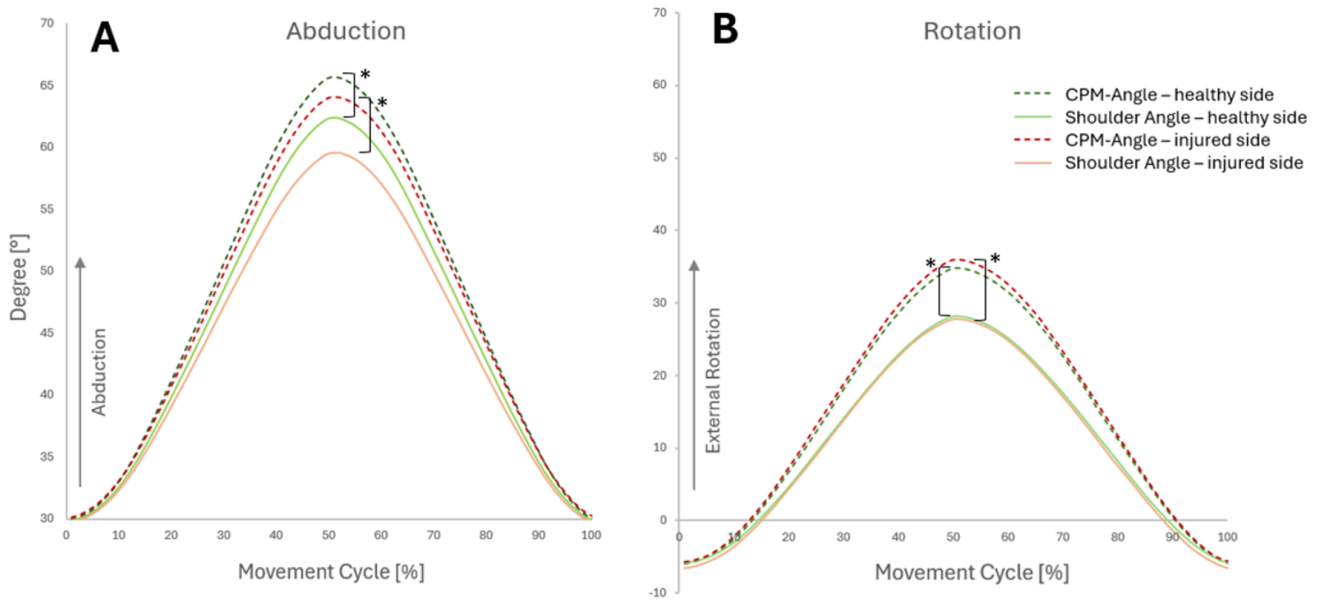 A
Abduction
70
65
60
55
50
45
40
35
30
Degree [°]
Abduction
0 10 20 30 40 50 60 70 80 90 100
Movement Cycle [%]
*
*
B
Rotation
70
60
50
40
30
20
10
0
-10
External Rotation
0 10 20 30 40 50 60 70 80 90 100
Movement Cycle [%]
*
*
CPM-Angle – healthy side
Shoulder Angle – healthy side
CPM-Angle – injured side
Shoulder Angle – injured side